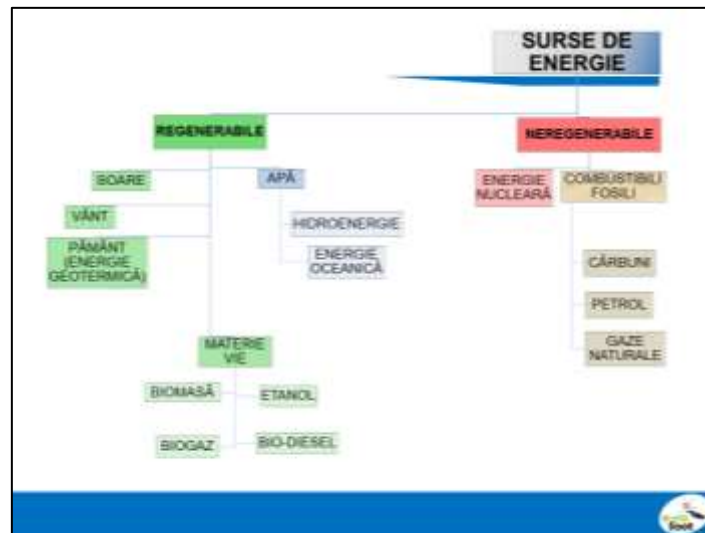 SURSE DE
ENERGIE
REGENERABILE
NEREGENERABILE
SOARE
APĂ
ENERGIE
NUCLEARĂ
COMBUSTIBILI
FOSILI
VÂNT
HIDROENERGIE
PĂMÂNT
(ENERGIE
GEOTERMICĂ)
ENERGIE
OCEANICĂ
CĂRBUNI
PETROL
GAZE
NATURALE
MATERIE
VIE
BIOMASĂ
ETANOL
BIOGAZ
BIO-DIESEL